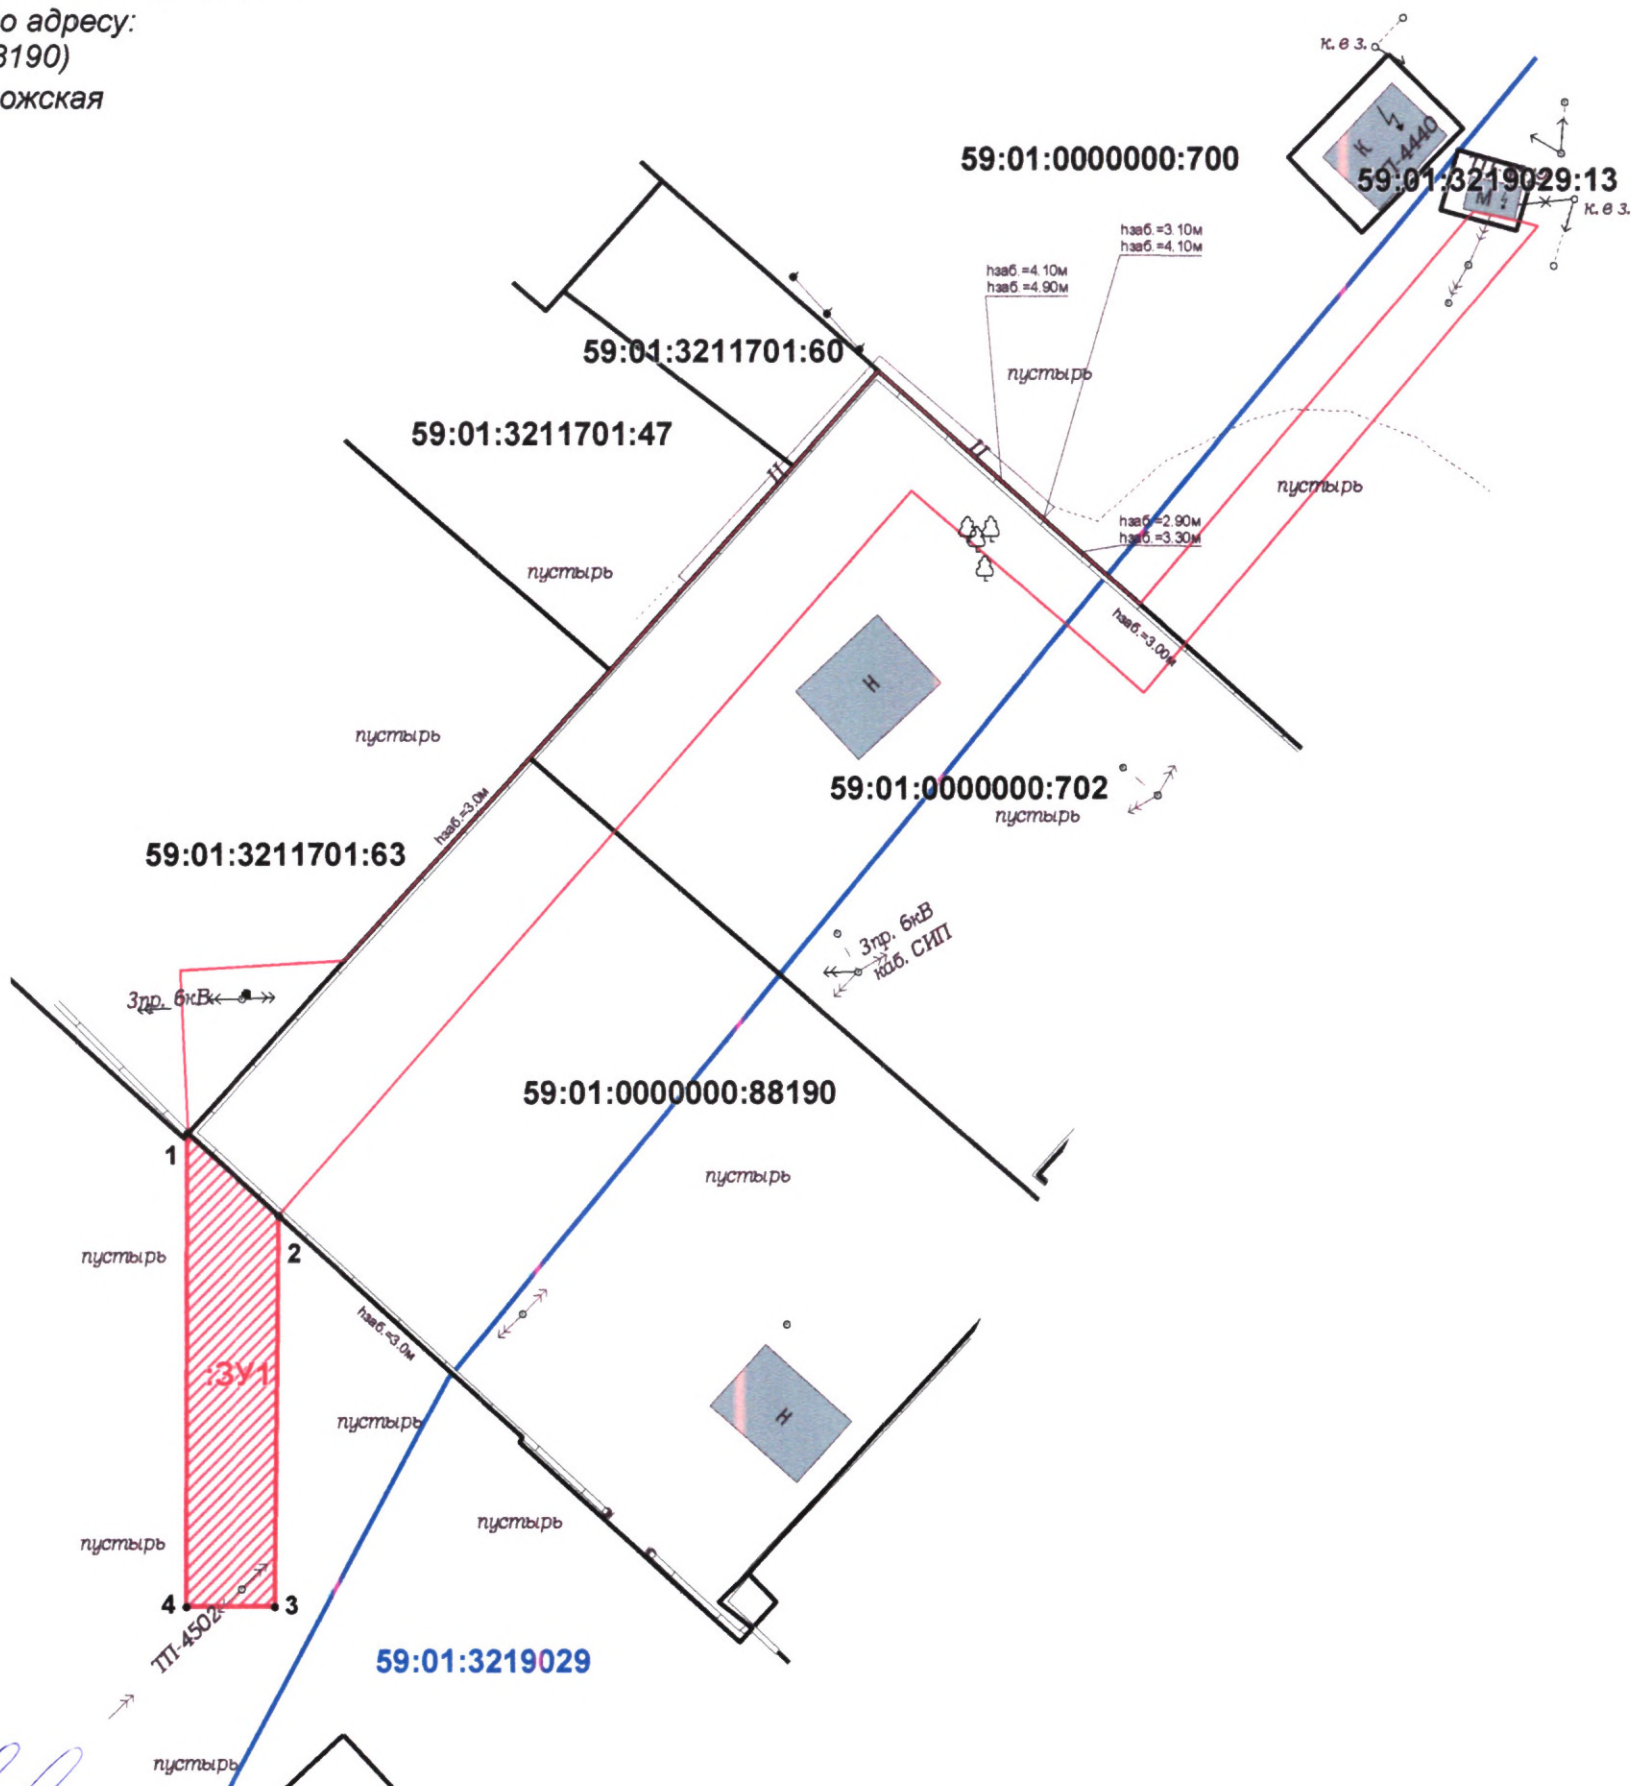 о адресу:
8190)
ожская
к. в з.
59:01:0000000:700
К
ТП-4440
59:01:3219029:13
М
к. в з.
hзаб.=3.10м
hзаб.=4.10м
hзаб.=4.10м
hзаб.=4.90м
59:01:3211701:60
пустырь
59:01:3211701:47
пустырь
hзаб.=2.90м
hзаб.=3.30м
пустырь
hзаб.=3.00м
Н
пустырь
59:01:0000000:702
пустырь
hзаб.=3.0м
59:01:3211701:63
3пр. 6кВ
каб. СИП
3пр. 6кВ
59:01:0000000:88190
1
пустырь
2
пустырь
hзаб.=3.0м
:ЗУ1
пустырь
Н
пустырь
пустырь
4
3
ТП-4502
59:01:3219029
пустырь